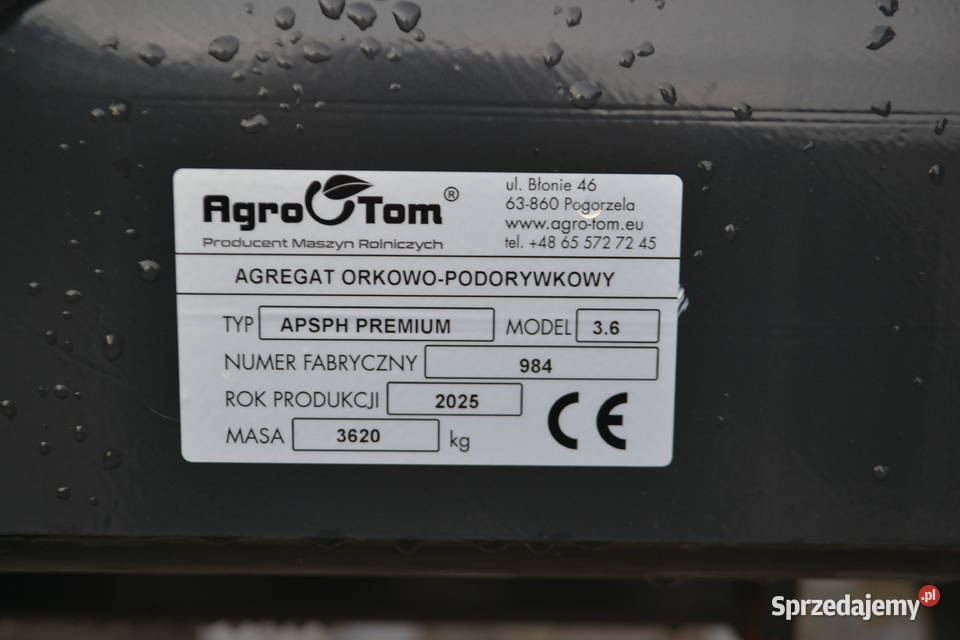 AgroTom®
Producent Maszyn Rolniczych
ul. Błonie 46
63-860 Pogorzela
www.agro-tom.eu
tel. +48 65 572 72 45
AGREGAT ORKOWO-PODORYWKOWY
TYP APSPH PREMIUM MODEL 3.6
NUMER FABRYCZNY 984
ROK PRODUKCJI 2025
MASA 3620 kg
CE
Sprzedajemy.pl